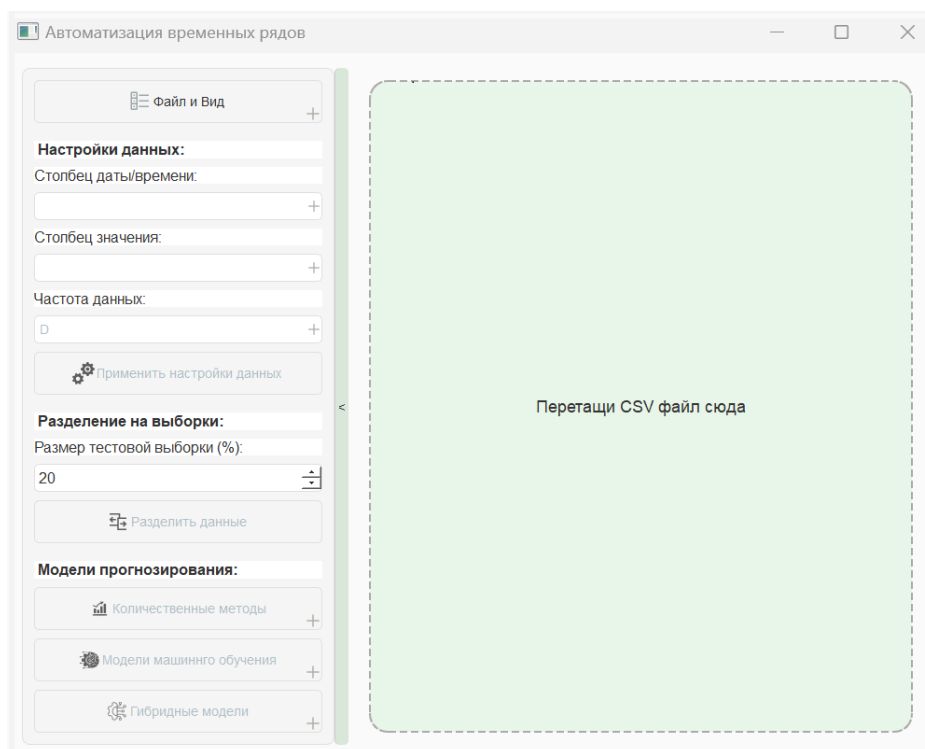 Автоматизация временных рядов
Файл и Вид
Настройки данных:
Столбец даты/времени:
Столбец значения:
Частота данных:
D
Применить настройки данных
<
Перетащи CSV файл сюда
Разделение на выборки:
Размер тестовой выборки (%):
20
Разделить данные
Модели прогнозирования:
Количественные методы
Модели машиннго обучения
Гибридные модели